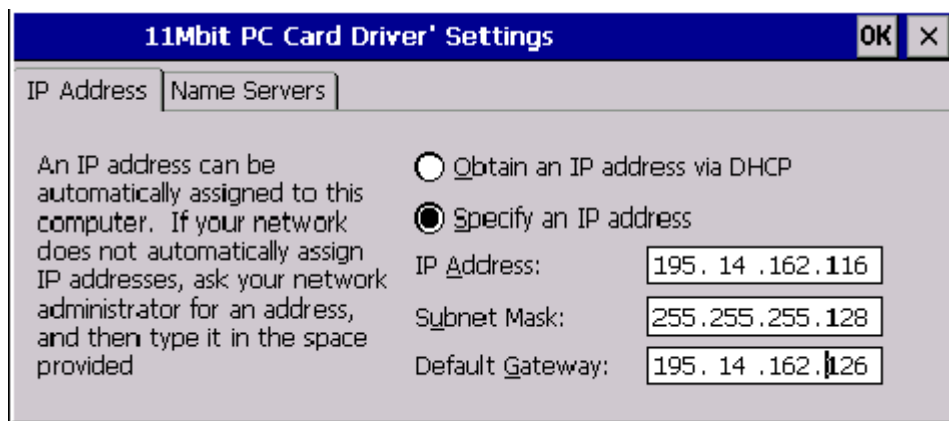 11Mbit PC Card Driver' Settings
OK ×
IP Address Name Servers
An IP address can be
automatically assigned to this
computer. If your network
does not automatically assign
IP addresses, ask your network
administrator for an address,
and then type it in the space
provided
Obtain an IP address via DHCP
Specify an IP address
IP Address: 195. 14 .162.116
Subnet Mask: 255.255.255.128
Default Gateway: 195. 14 .162.126